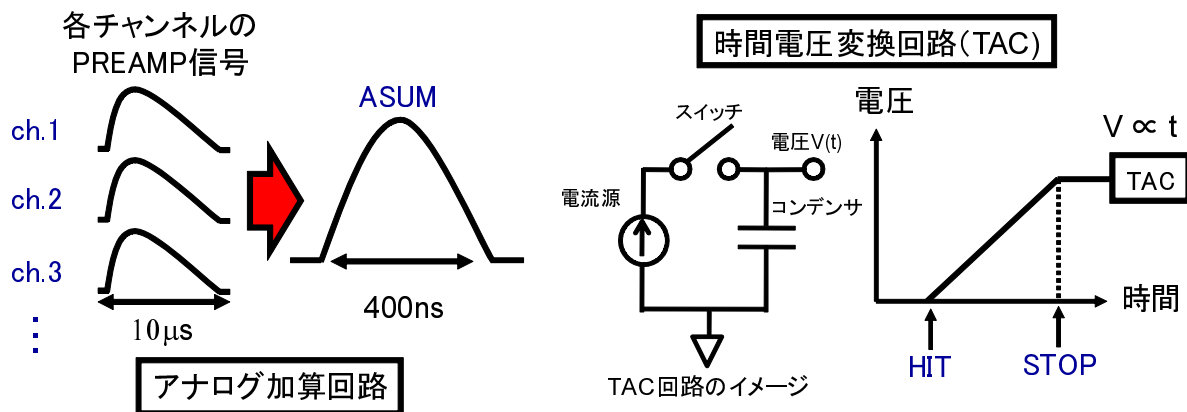 各チャンネルの
PREAMP信号
ch.1
ch.2
ch.3
⋮
10μs
ASUM
400ns
アナログ加算回路
時間電圧変換回路(TAC)
スイッチ
電圧V(t)
電流源
コンデンサ
TAC回路のイメージ
電圧
V ∝ t
TAC
時間
HIT
STOP